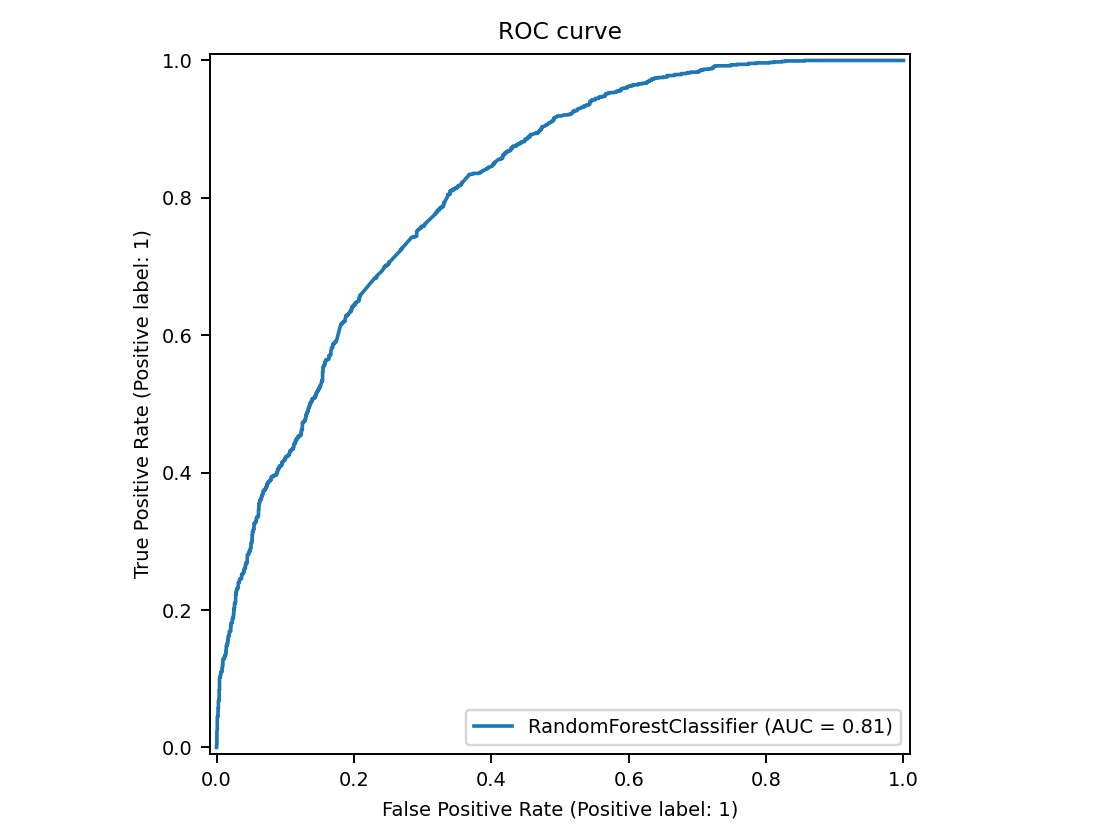 ROC curve
True Positive Rate (Positive label: 1)
1.0
0.8
0.6
0.4
0.2
0.0
RandomForestClassifier (AUC = 0.81)
0.0 0.2 0.4 0.6 0.8 1.0
False Positive Rate (Positive label: 1)